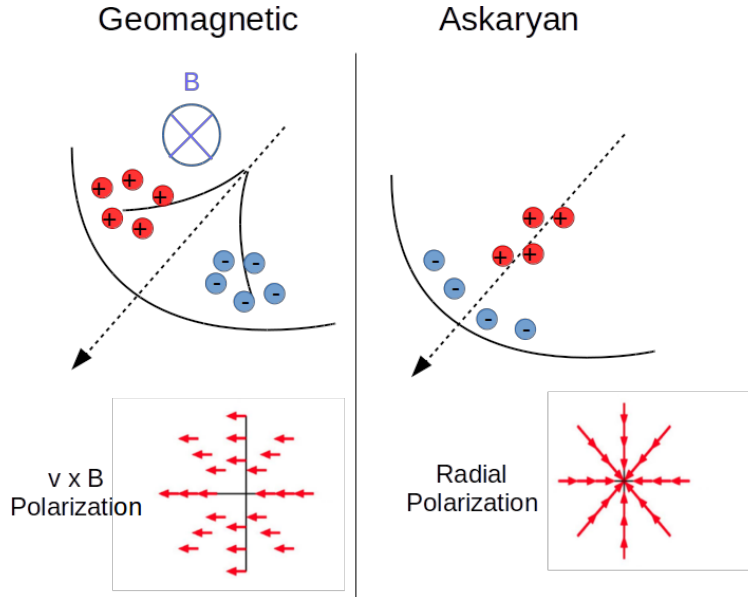 Geomagnetic
Askaryan
B
+
+
+
+
+
-
-
-
-
-
+
+
+
+
-
-
-
-
v x B
Polarization
Radial
Polarization